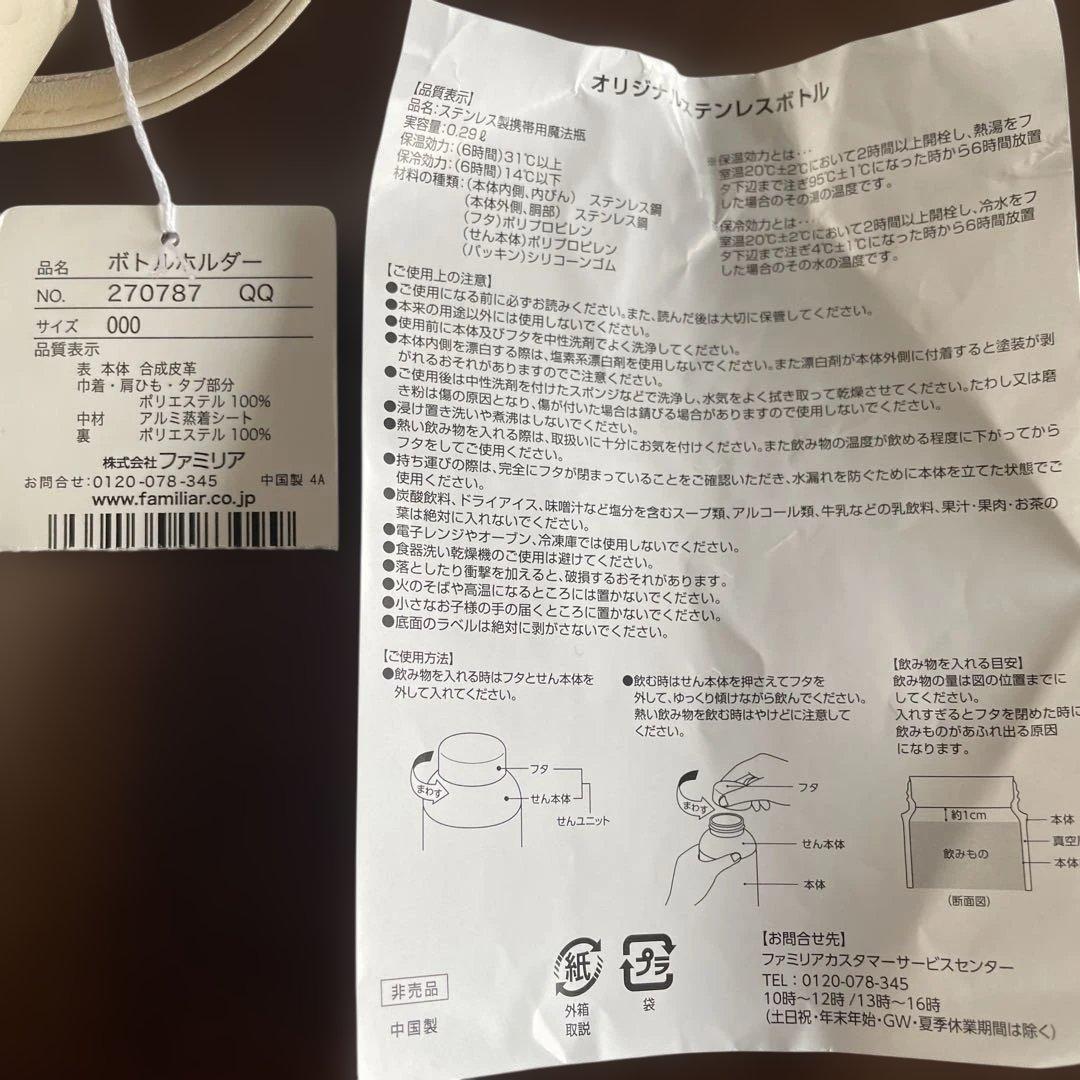 品名 ボトルホルダー
NO. 270787 QQ
サイズ 000
品質表示
表 本体 合成皮革
巾着・肩ひも・タブ部分
ポリエステル 100%
中材 アルミ蒸着シート
裏 ポリエステル 100%
株式会社ファミリア
お問合せ:0120-078-345 中国製 4A
www.familiar.co.jp
オリジナルステンレスボトル
【品質表示】
品名:ステンレス製携帯用魔法瓶
実容量:0.29ℓ
保温効力:(6時間)31℃以上
保冷効力:(6時間)14℃以下
材料の種類:(本体内側、内びん) ステンレス鋼
(本体外側、胴部) ステンレス鋼
(フタ)ポリプロピレン
(せん本体)ポリプロピレン
(パッキン)シリコーンゴム
※保温効力とは…
室温20℃±2℃において2時間以上開栓し、熱湯をフ
タ下辺まで注ぎ95℃±1℃になった時から6時間放置
した場合のその湯の温度です。
※保冷効力とは…
室温20℃±2℃において2時間以上開栓し、冷水をフ
タ下辺まで注ぎ4℃±1℃になった時から6時間放置
した場合のその水の温度です。
【ご使用上の注意】
●ご使用になる前に必ずお読みください。また、読んだ後は大切に保管してください。
●本来の用途以外には使用しないでください。
●使用前に本体及びフタを中性洗剤でよく洗浄してください。
●本体内側を漂白する際は、塩素系漂白剤を使用しないでください。また漂白剤が本体外側に付着すると塗装が剥
がれるおそれがありますのでご注意ください。
●ご使用後は中性洗剤を付けたスポンジなどで洗浄し、水気をよく拭き取って乾燥させてください。たわし又は磨
き粉は傷の原因となり、傷が付いた場合は錆びる場合がありますので使用しないでください。
●浸け置き洗いや煮沸はしないでください。
●熱い飲み物を入れる際は、取扱いに十分にお気を付けください。また飲み物の温度が飲める程度に下がってから
フタをしてご使用ください。
●持ち運びの際は、完全にフタが閉まっていることをご確認いただき、水漏れを防ぐために本体を立てた状態でご
使用ください。
●炭酸飲料、ドライアイス、味噌汁など塩分を含むスープ類、アルコール類、牛乳などの乳飲料、果汁・果肉・お茶の
葉は絶対に入れないでください。
●電子レンジやオーブン、冷凍庫では使用しないでください。
●食器洗い乾燥機のご使用は避けてください。
●落としたり衝撃を加えると、破損するおそれがあります。
●火のそばや高温になるところには置かないでください。
●小さなお子様の手の届くところに置かないでください。
●底面のラベルは絶対に剥がさないでください。
【ご使用方法】
●飲み物を入れる時はフタとせん本体を
外して入れてください。
まわす
フタ
せん本体
せんユニット
●飲む時はせん本体を押さえてフタを
外して、ゆっくり傾けながら飲んでください。
熱い飲み物を飲む時はやけどに注意して
ください。
まわす
フタ
せん本体
本体
【飲み物を入れる目安】
飲み物の量は図の位置までに
してください。
入れすぎるとフタを閉めた時に
飲みものがあふれ出る原因
になります。
約1cm
飲みもの
本体
真空
本体
(断面図)
非売品
中国製
紙
外箱
取説
プラ
袋
【お問合せ先】
ファミリアカスタマーサービスセンター
TEL:0120-078-345
10時〜12時/13時〜16時
(土日祝・年末年始・GW・夏季休業期間は除く)